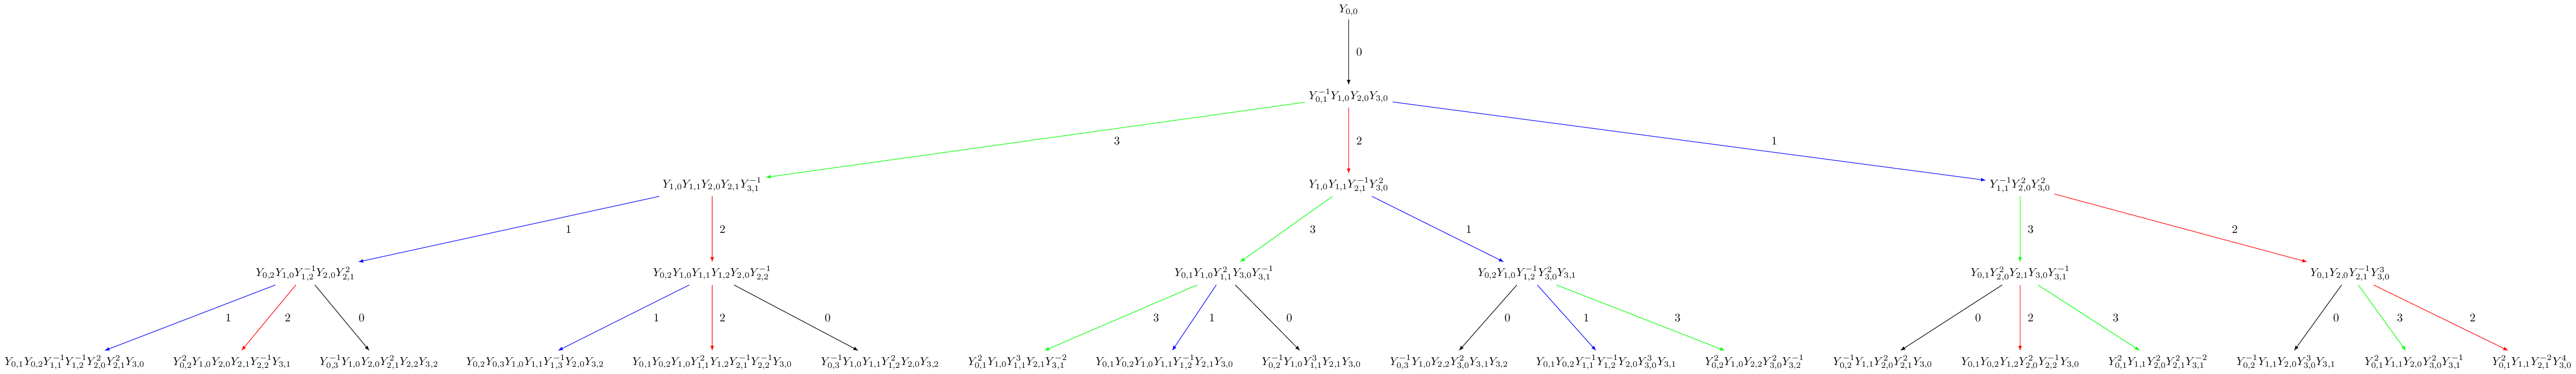 Y_{0,0}
0
Y_{0,1}^{-1}Y_{1,0}Y_{2,0}Y_{3,0}
3 2 1
Y_{1,0}Y_{1,1}Y_{2,0}Y_{2,1}Y_{3,1}^{-1} Y_{1,0}Y_{1,1}Y_{2,1}^{-1}Y_{3,0}^{2} Y_{1,1}^{-1}Y_{2,0}^{2}Y_{3,0}^{2}
1 2 3 1 3 2
Y_{0,2}Y_{1,0}Y_{1,2}^{-1}Y_{2,0}Y_{2,1}^{2} Y_{0,2}Y_{1,0}Y_{1,1}Y_{1,2}Y_{2,0}Y_{2,2}^{-1} Y_{0,1}Y_{1,0}Y_{1,1}^{2}Y_{3,0}Y_{3,1}^{-1} Y_{0,2}Y_{1,0}Y_{1,2}^{-1}Y_{3,0}^{2}Y_{3,1} Y_{0,1}Y_{2,0}^{2}Y_{2,1}Y_{3,0}Y_{3,1}^{-1} Y_{0,1}Y_{2,0}Y_{2,1}^{-1}Y_{3,0}^{3}
1 2 0 1 2 0 3 1 0 0 1 3 0 2 3 0 3 2
Y_{0,1}Y_{0,2}Y_{1,1}^{-1}Y_{1,2}^{-1}Y_{2,0}^{2}Y_{2,1}^{2}Y_{3,0} Y_{0,2}^{2}Y_{1,0}Y_{2,0}Y_{2,1}Y_{2,2}^{-1}Y_{3,1} Y_{0,3}^{-1}Y_{1,0}Y_{2,0}Y_{2,1}^{2}Y_{2,2}Y_{3,2} Y_{0,2}Y_{0,3}Y_{1,0}Y_{1,1}Y_{1,3}^{-1}Y_{2,0}Y_{3,2} Y_{0,1}Y_{0,2}Y_{1,0}Y_{1,1}^{2}Y_{1,2}Y_{2,1}^{-1}Y_{2,2}^{-1}Y_{3,0} Y_{0,3}^{-1}Y_{1,0}Y_{1,1}Y_{1,2}^{2}Y_{2,0}Y_{3,2} Y_{0,1}^{2}Y_{1,0}Y_{1,1}^{3}Y_{2,1}Y_{3,1}^{-2} Y_{0,1}Y_{0,2}Y_{1,0}Y_{1,1}Y_{1,2}^{-1}Y_{2,1}Y_{3,0} Y_{0,2}^{-1}Y_{1,0}Y_{1,1}^{3}Y_{2,1}Y_{3,0} Y_{0,3}^{-1}Y_{1,0}Y_{2,2}Y_{3,0}^{2}Y_{3,1}Y_{3,2} Y_{0,1}Y_{0,2}Y_{1,1}^{-1}Y_{1,2}^{-1}Y_{2,0}Y_{3,0}^{3}Y_{3,1} Y_{0,2}^{2}Y_{1,0}Y_{2,2}Y_{3,0}^{2}Y_{3,2}^{-1} Y_{0,2}^{-1}Y_{1,1}Y_{2,0}^{2}Y_{2,1}^{2}Y_{3,0} Y_{0,1}Y_{0,2}Y_{1,2}Y_{2,0}^{2}Y_{2,2}^{-1}Y_{3,0} Y_{0,1}^{2}Y_{1,1}Y_{2,0}^{2}Y_{2,1}^{2}Y_{3,1}^{-2} Y_{0,2}^{-1}Y_{1,1}Y_{2,0}Y_{3,0}^{3}Y_{3,1} Y_{0,1}^{2}Y_{1,1}Y_{2,0}Y_{3,0}^{2}Y_{3,1}^{-1} Y_{0,1}^{2}Y_{1,1}Y_{2,1}^{-2}Y_{3,0}^{4}